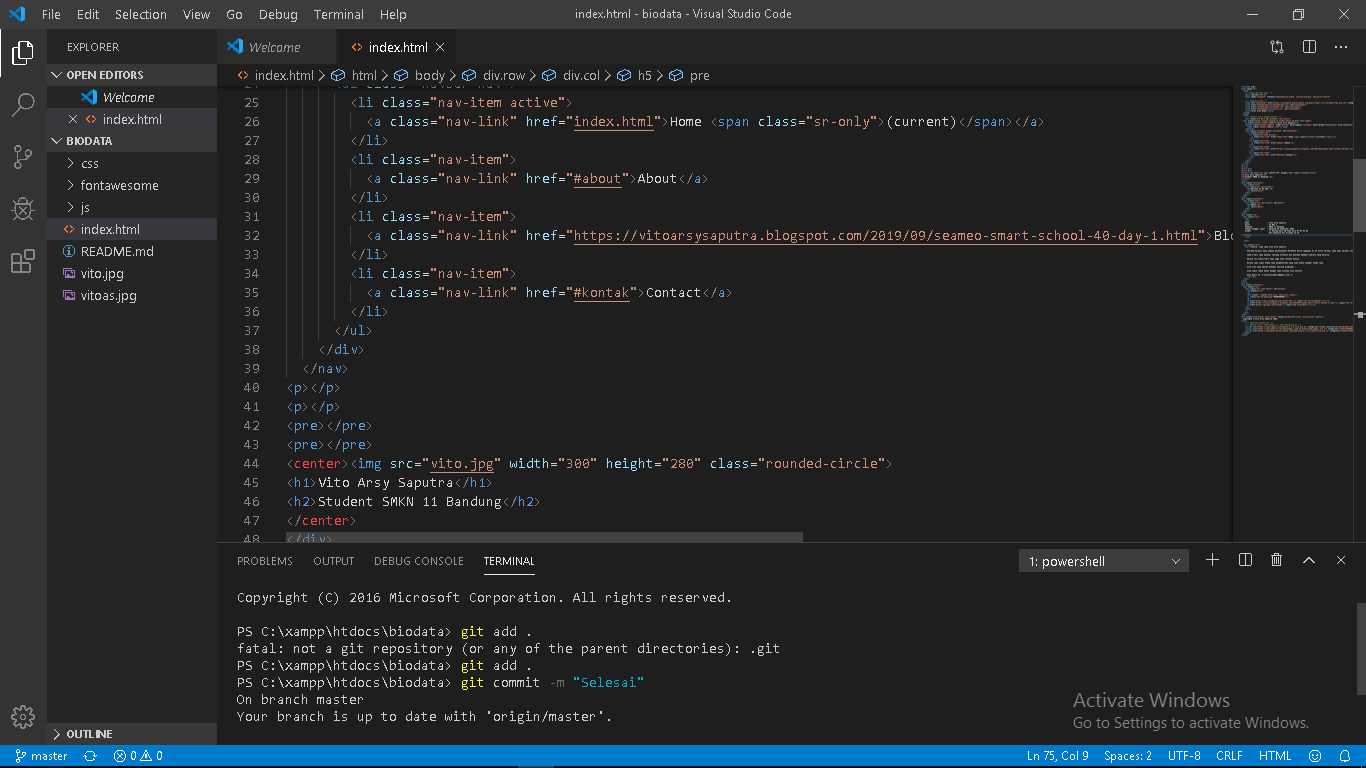 File Edit Selection View Go Debug Terminal Help index.html - biodata - Visual Studio Code
EXPLORER
OPEN EDITORS
Welcome
index.html
BIODATA
css
fontawesome
js
index.html
README.md
vito.jpg
vitoas.jpg
OUTLINE
Welcome index.html
index.html > html > body > div.row > div.col > h5 > pre
25 <li class="nav-item active">
26 <a class="nav-link" href="index.html">Home <span class="sr-only">(current)</span></a>
27 </li>
28 <li class="nav-item">
29 <a class="nav-link" href="#about">About</a>
30 </li>
31 <li class="nav-item">
32 <a class="nav-link" href="https://vitoarsysaputra.blogspot.com/2019/09/seameo-smart-school-40-day-1.html">Blo
33 </li>
34 <li class="nav-item">
35 <a class="nav-link" href="#kontak">Contact</a>
36 </li>
37 </ul>
38 </div>
39 </nav>
40 <p></p>
41 <p></p>
42 <pre></pre>
43 <pre></pre>
44 <center><img src="vito.jpg" width="300" height="280" class="rounded-circle">
45 <h1>Vito Arsy Saputra</h1>
46 <h2>Student SMKN 11 Bandung</h2>
47 </center>
48 </div>
PROBLEMS OUTPUT DEBUG CONSOLE TERMINAL 1: powershell
Copyright (C) 2016 Microsoft Corporation. All rights reserved.
PS C:\xampp\htdocs\biodata> git add .
fatal: not a git repository (or any of the parent directories): .git
PS C:\xampp\htdocs\biodata> git add .
PS C:\xampp\htdocs\biodata> git commit -m "Selesai"
On branch master
Your branch is up to date with 'origin/master'.
Activate Windows
Go to Settings to activate Windows.
master 0 0 Ln 75, Col 9 Spaces: 2 UTF-8 CRLF HTML